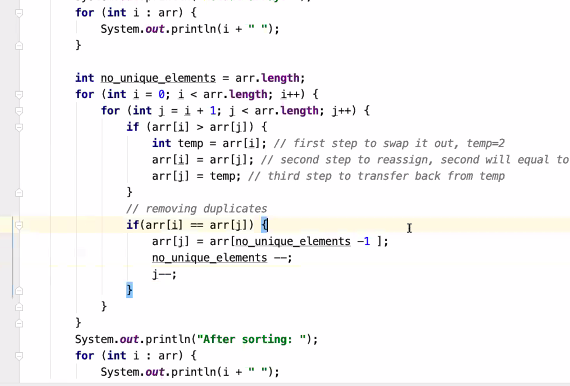 for (int i : arr) {
System.out.println(i + " ");
}
int no_unique_elements = arr.length;
for (int i = 0; i < arr.length; i++) {
for (int j = i + 1; j < arr.length; j++) {
if (arr[i] > arr[j]) {
int temp = arr[i]; // first step to swap it out, temp=2
arr[i] = arr[j]; // second step to reassign, second will equal to
arr[j] = temp; // third step to transfer back from temp
}
// removing duplicates
if(arr[i] == arr[j]) {
arr[j] = arr[no_unique_elements -1 ];
no_unique_elements --;
j--;
}
}
}
System.out.println("After sorting: ");
for (int i : arr) {
System.out.println(i + " ");